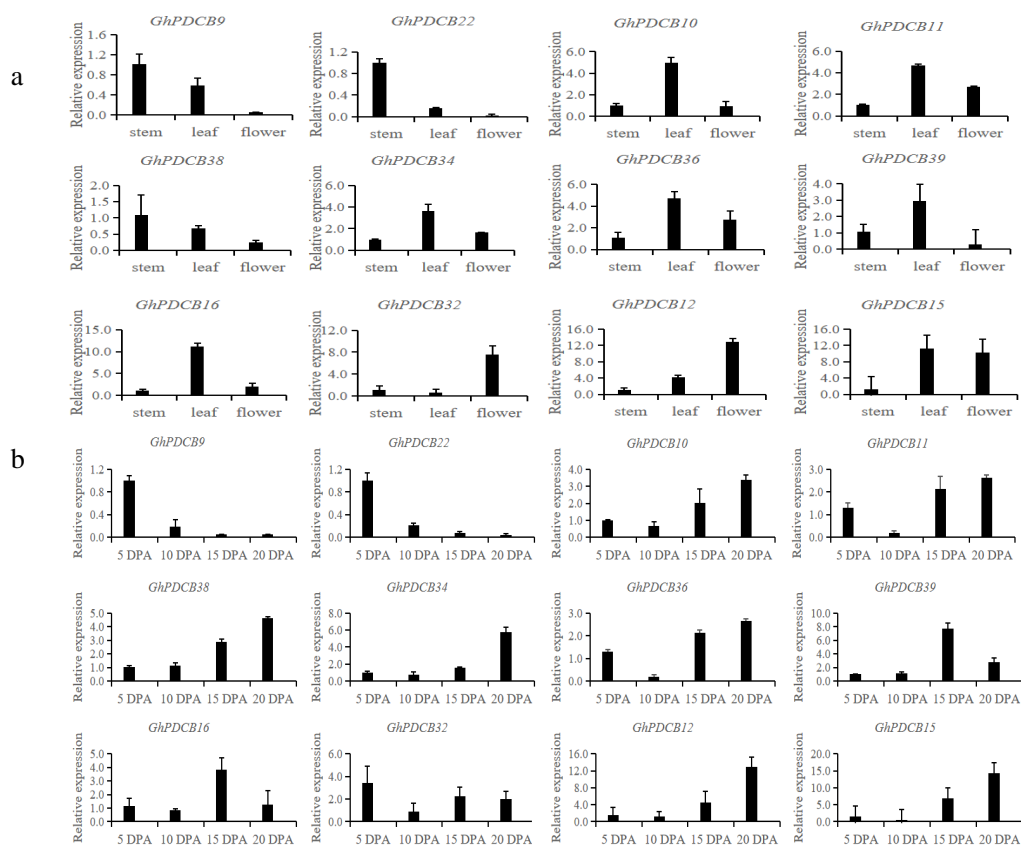 a
GhPDCB9
Relative expression
1.6
1.2
0.8
0.4
0.0
stem leaf flower
GhPDCB22
Relative expression
1.2
0.8
0.4
0.0
stem leaf flower
GhPDCB10
Relative expression
6.0
4.0
2.0
0.0
stem leaf flower
GhPDCB11
Relative expression
6.0
4.0
2.0
0.0
stem leaf flower
GhPDCB38
Relative expression
2.0
1.5
1.0
0.5
0.0
stem leaf flower
GhPDCB34
Relative expression
6.0
4.0
2.0
0.0
stem leaf flower
GhPDCB36
Relative expression
6.0
4.0
2.0
0.0
stem leaf flower
GhPDCB39
Relative expression
4.0
3.0
2.0
1.0
0.0
stem leaf flower
GhPDCB16
Relative expression
15.0
10.0
5.0
0.0
stem leaf flower
GhPDCB32
Relative expression
12.0
8.0
4.0
0.0
stem leaf flower
GhPDCB12
Relative expression
16.0
12.0
8.0
4.0
0.0
stem leaf flower
GhPDCB15
Relative expression
16.0
12.0
8.0
4.0
0.0
stem leaf flower
b
GhPDCB9
Relative expression
1.2
0.8
0.4
0.0
5 DPA 10 DPA 15 DPA 20 DPA
GhPDCB22
Relative expression
1.2
0.8
0.4
0.0
5 DPA 10 DPA 15 DPA 20 DPA
GhPDCB10
Relative expression
4.0
3.0
2.0
1.0
0.0
5 DPA 10 DPA 15 DPA 20 DPA
GhPDCB11
Relative expression
3.0
2.0
1.0
0.0
5 DPA 10 DPA 15 DPA 20 DPA
GhPDCB38
Relative expression
5.0
4.0
3.0
2.0
1.0
0.0
5 DPA 10 DPA 15 DPA 20 DPA
GhPDCB34
Relative expression
8.0
6.0
4.0
2.0
0.0
5 DPA 10 DPA 15 DPA 20 DPA
GhPDCB36
Relative expression
3.0
2.0
1.0
0.0
5 DPA 10 DPA 15 DPA 20 DPA
GhPDCB39
Relative expression
10.0
8.0
6.0
4.0
2.0
0.0
5 DPA 10 DPA 15 DPA 20 DPA
GhPDCB16
Relative expression
5.0
4.0
3.0
2.0
1.0
0.0
5 DPA 10 DPA 15 DPA 20 DPA
GhPDCB32
Relative expression
6.0
4.0
2.0
0.0
5 DPA 10 DPA 15 DPA 20 DPA
GhPDCB12
Relative expression
16.0
12.0
8.0
4.0
0.0
5 DPA 10 DPA 15 DPA 20 DPA
GhPDCB15
Relative expression
20.0
15.0
10.0
5.0
0.0
5 DPA 10 DPA 15 DPA 20 DPA